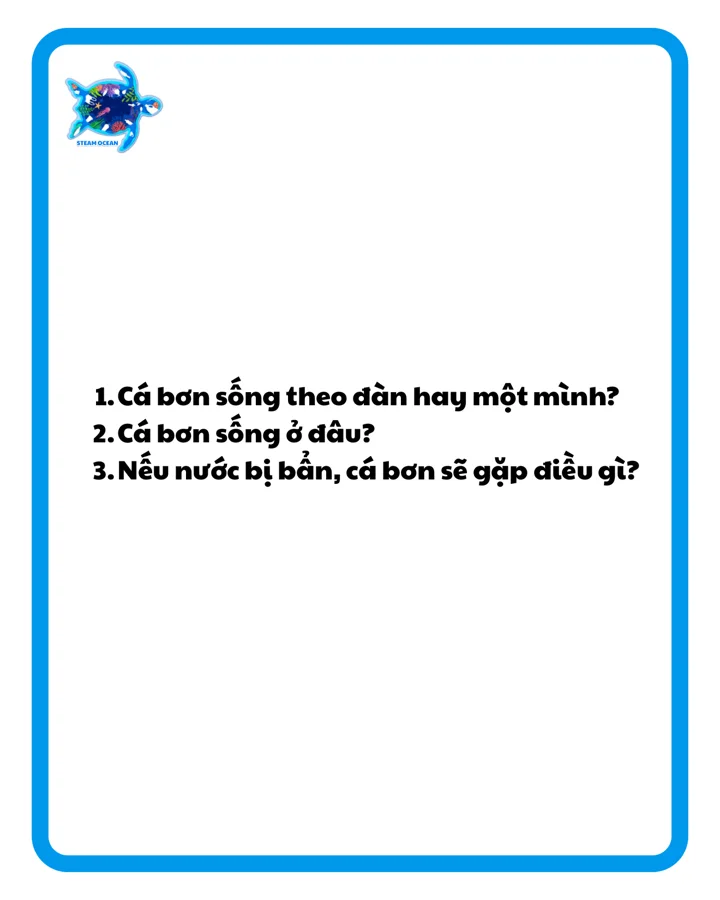 STEAM OCEAN
1. Cá bơn sống theo đàn hay một mình?
2. Cá bơn sống ở đâu?
3. Nếu nước bị bẩn, cá bơn sẽ gặp điều gì?